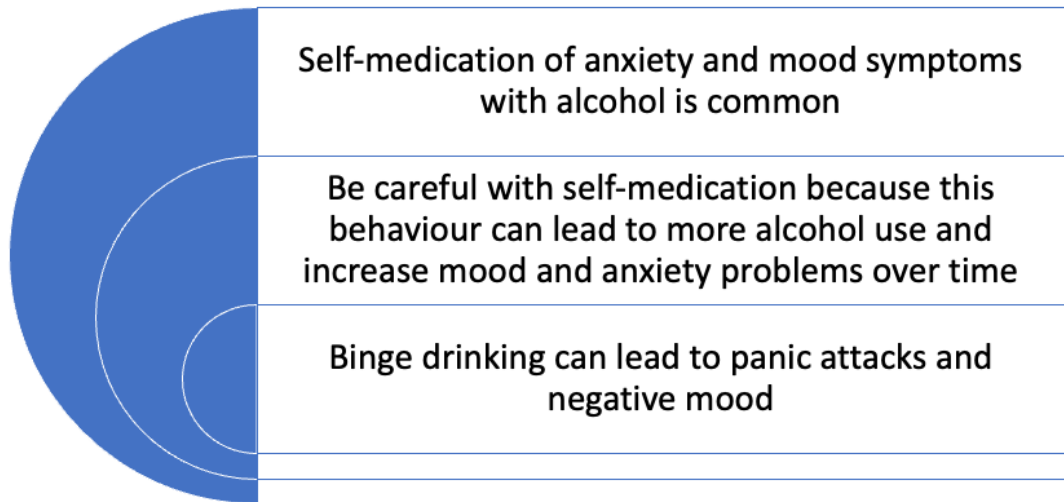 Self-medication of anxiety and mood symptoms
with alcohol is common
Be careful with self-medication because this
behaviour can lead to more alcohol use and
increase mood and anxiety problems over time
Binge drinking can lead to panic attacks and
negative mood